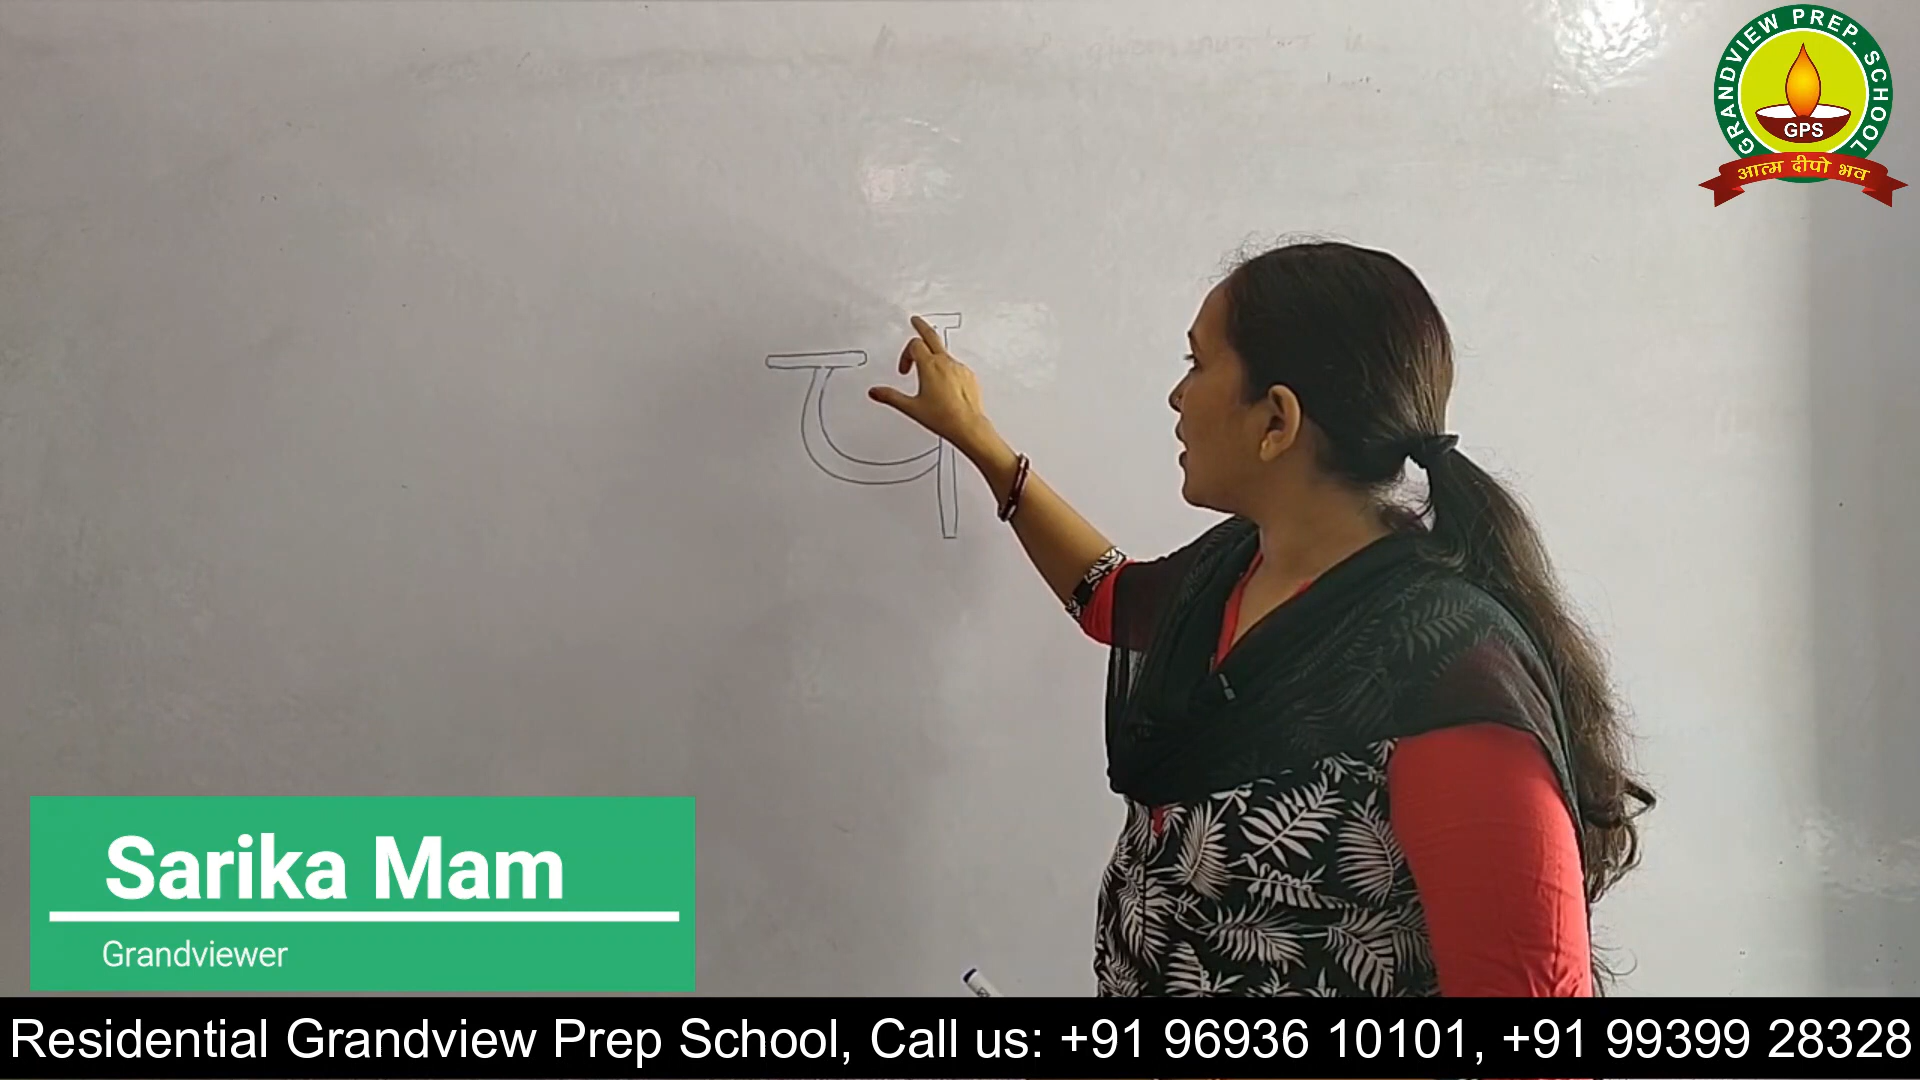 GRANDVIEW PREP. SCHOOL
GPS
आत्म दीपो भव
Sarika Mam
Grandviewer
Residential Grandview Prep School, Call us: +91 96936 10101, +91 99399 28328